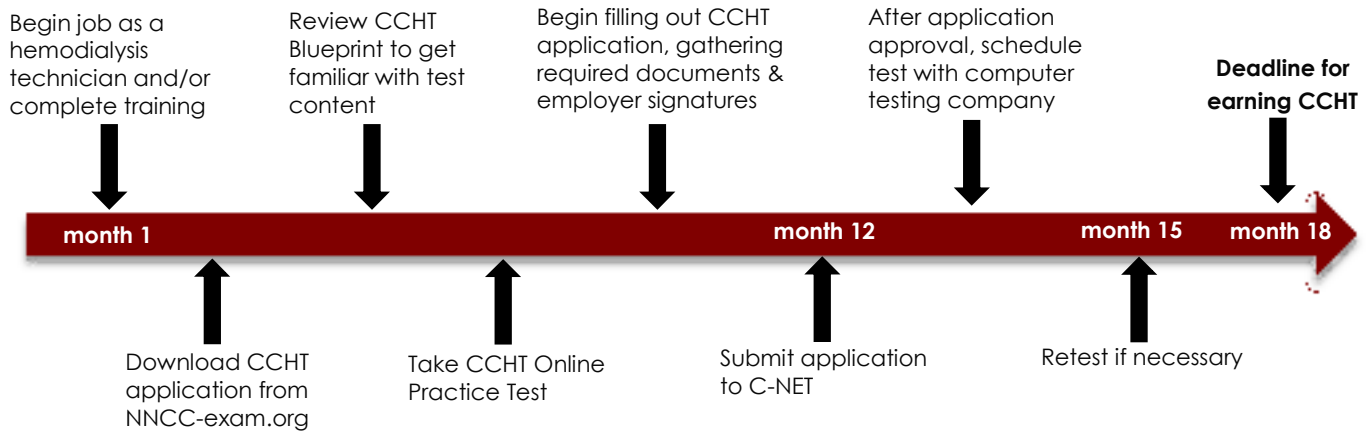 Begin job as a
hemodialysis
technician and/or
complete training
Review CCHT
Blueprint to get
familiar with test
content
Begin filling out CCHT
application, gathering
required documents &
employer signatures
After application
approval, schedule
test with computer
testing company
Deadline for
earning CCHT
month 1
month 12
month 15
month 18
Download CCHT
application from
NNCC-exam.org
Take CCHT Online
Practice Test
Submit application
to C-NET
Retest if necessary